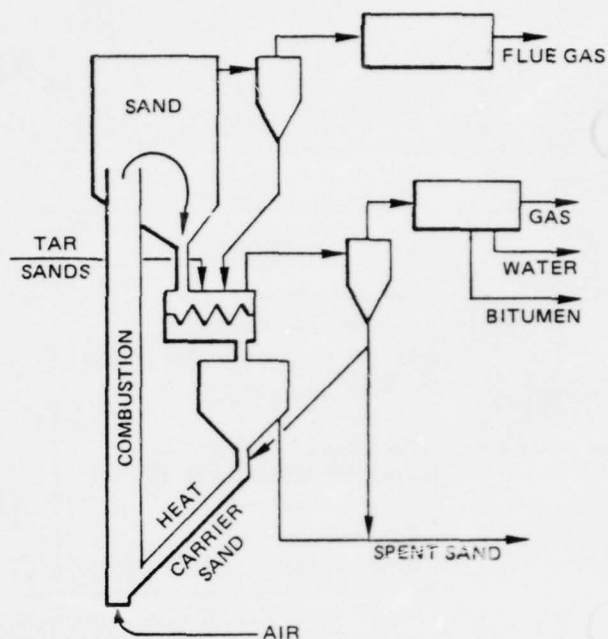 FLUE GAS
SAND
GAS
TAR
SANDS
WATER
BITUMEN
COMBUSTION
HEAT
CARRIER
SAND
SPENT SAND
AIR